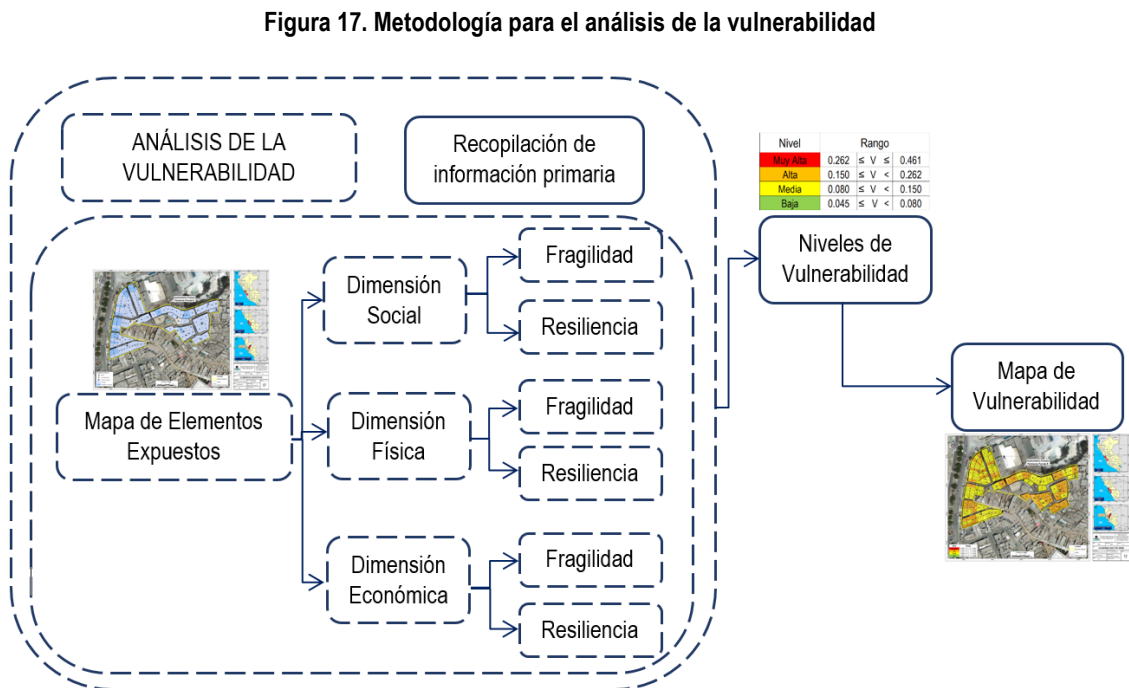 Figura 17. Metodología para el análisis de la vulnerabilidad
ANÁLISIS DE LA
VULNERABILIDAD
Recopilación de
información primaria
Nivel Rango
Muy Alta 0.262 ≤ V ≤ 0.461
Alta 0.150 ≤ V < 0.262
Media 0.080 ≤ V < 0.150
Baja 0.045 ≤ V < 0.080
Mapa de Elementos
Expuestos
Dimensión
Social
Fragilidad
Resiliencia
Dimensión
Física
Fragilidad
Resiliencia
Dimensión
Económica
Fragilidad
Resiliencia
Niveles de
Vulnerabilidad
Mapa de
Vulnerabilidad